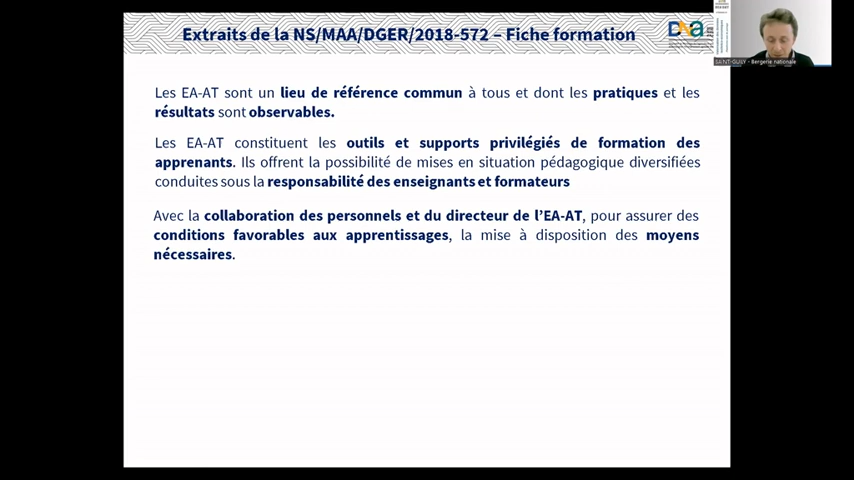 Extraits de la NS/MAA/DGER/2018-572 – Fiche formation
Les EA-AT sont un lieu de référence commun à tous et dont les pratiques et les
résultats sont observables.
Les EA-AT constituent les outils et supports privilégiés de formation des
apprenants. Ils offrent la possibilité de mises en situation pédagogique diversifiées
conduites sous la responsabilité des enseignants et formateurs
Avec la collaboration des personnels et du directeur de l’EA-AT, pour assurer des
conditions favorables aux apprentissages, la mise à disposition des moyens
nécessaires.
SAINT-GUILY - Bergerie nationale